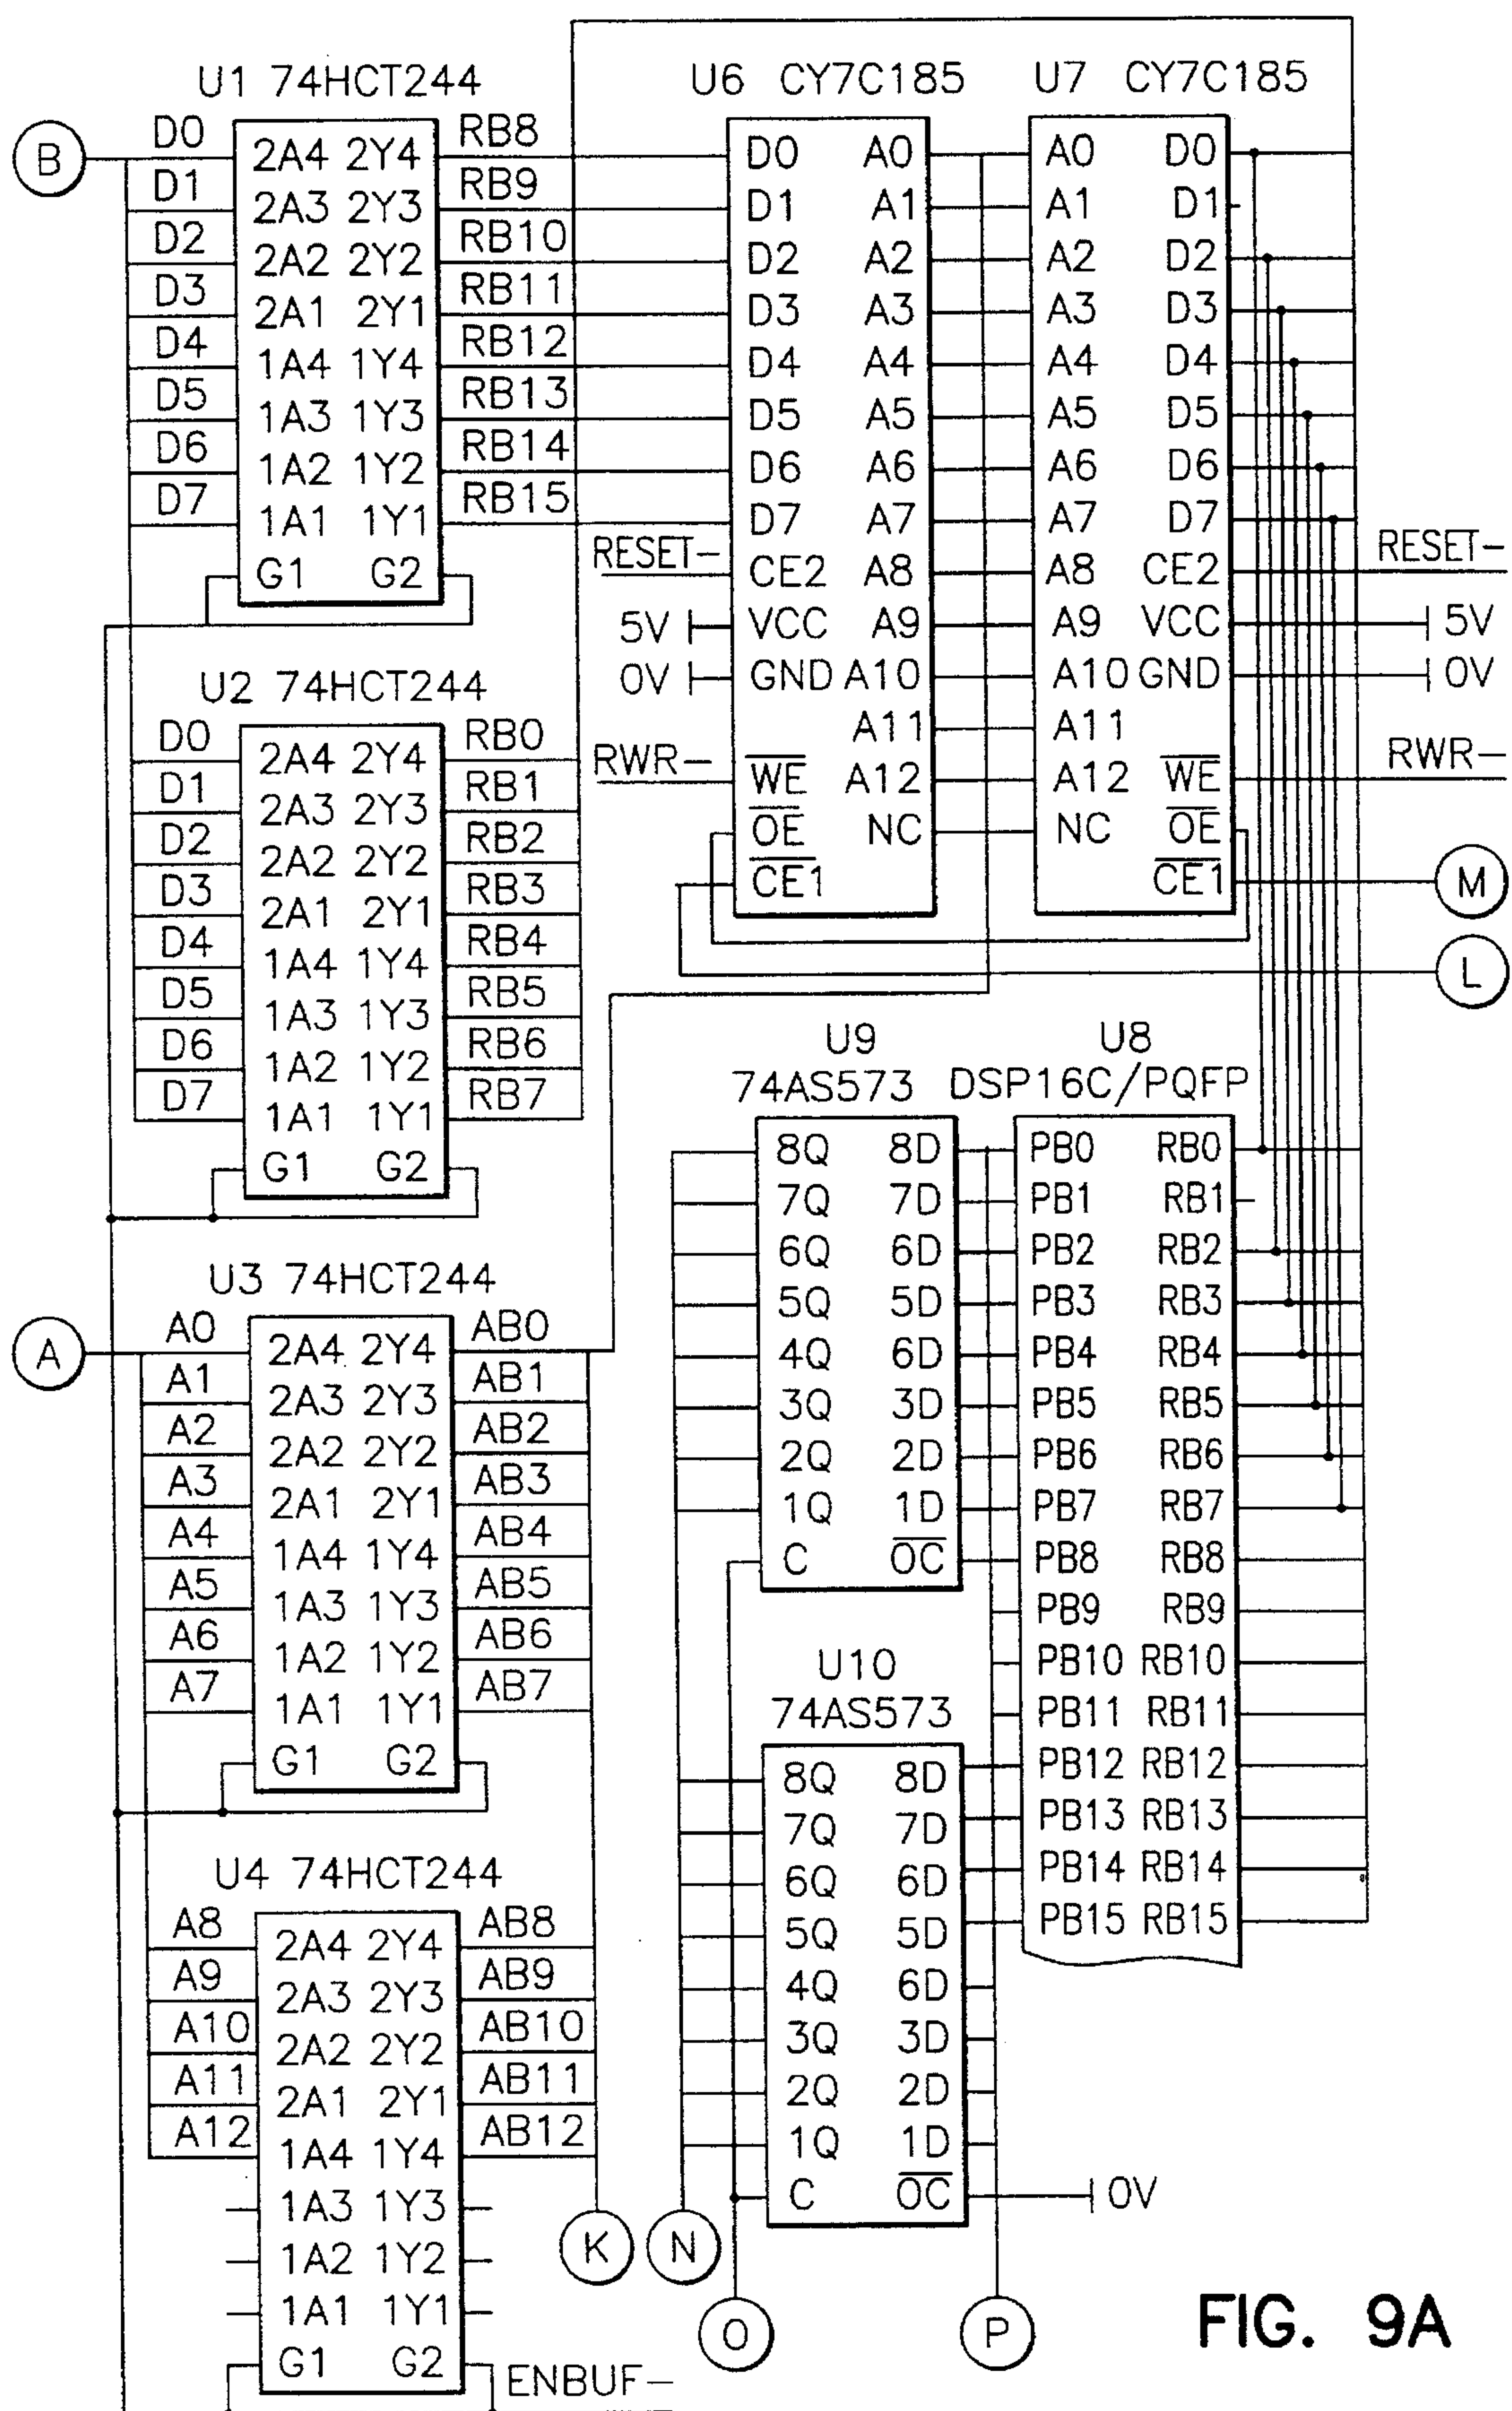 U1 74HCT244
B
D0 2A4 2Y4 RB8
D1 2A3 2Y3 RB9
D2 2A2 2Y2 RB10
D3 2A1 2Y1 RB11
D4 1A4 1Y4 RB12
D5 1A3 1Y3 RB13
D6 1A2 1Y2 RB14
D7 1A1 1Y1 RB15
G1 G2
U2 74HCT244
D0 2A4 2Y4 RB0
D1 2A3 2Y3 RB1
D2 2A2 2Y2 RB2
D3 2A1 2Y1 RB3
D4 1A4 1Y4 RB4
D5 1A3 1Y3 RB5
D6 1A2 1Y2 RB6
D7 1A1 1Y1 RB7
G1 G2
U3 74HCT244
A
A0 2A4 2Y4 AB0
A1 2A3 2Y3 AB1
A2 2A2 2Y2 AB2
A3 2A1 2Y1 AB3
A4 1A4 1Y4 AB4
A5 1A3 1Y3 AB5
A6 1A2 1Y2 AB6
A7 1A1 1Y1 AB7
G1 G2
U4 74HCT244
A8 2A4 2Y4 AB8
A9 2A3 2Y3 AB9
A10 2A2 2Y2 AB10
A11 2A1 2Y1 AB11
A12 1A4 1Y4 AB12
1A3 1Y3
1A2 1Y2
1A1 1Y1
G1 G2 ENBUF-
K
U6 CY7C185 U7 CY7C185
D0 A0 A0 D0
D1 A1 A1 D1
D2 A2 A2 D2
D3 A3 A3 D3
D4 A4 A4 D4
D5 A5 A5 D5
D6 A6 A6 D6
D7 A7 A7 D7
RESET- CE2 A8 A8 CE2 RESET-
5V VCC A9 A9 VCC 5V
0V GND A10 A10 GND 0V
A11 A11
RWR- WE A12 A12 WE RWR-
OE NC NC OE
CE1 CE1 M
L
U9 U8
74AS573 DSP16C/PQFP
8Q 8D PB0 RB0
7Q 7D PB1 RB1
6Q 6D PB2 RB2
5Q 5D PB3 RB3
4Q 6D PB4 RB4
3Q 3D PB5 RB5
2Q 2D PB6 RB6
1Q 1D PB7 RB7
C OC PB8 RB8
PB9 RB9
U10 PB10 RB10
74AS573 PB11 RB11
8Q 8D PB12 RB12
7Q 7D PB13 RB13
6Q 6D PB14 RB14
5Q 5D PB15 RB15
4Q 6D
3Q 3D
2Q 2D
1Q 1D
C OC 0V
N
O
P
FIG. 9A